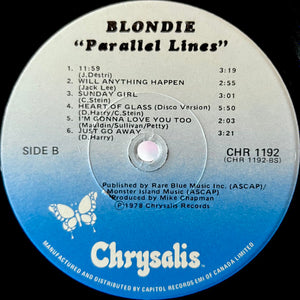 BLONDIE
"Parallel Lines"
1. 11:59 3:19
(J.Destri)
2. WILL ANYTHING HAPPEN 2:55
(Jack Lee)
3. SUNDAY GIRL 3:01
(C.Stein)
4. HEART OF GLASS (Disco Version) 5:50
(D.Harry/C.Stein)
5. I'M GONNA LOVE YOU TOO 2:03
(Mauldin/Sullivan/Petty)
6. JUST GO AWAY 3:21
(D.Harry)
SIDE B
CHR 1192
(CHR 1192-BS)
Published by Rare Blue Music Inc. (ASCAP)/
Monster Island Music (ASCAP)
Produced by Mike Chapman
℗1978 Chrysalis Records
Chrysalis
MANUFACTURED AND DISTRIBUTED BY CAPITOL RECORDS EMI OF CANADA LIMITED